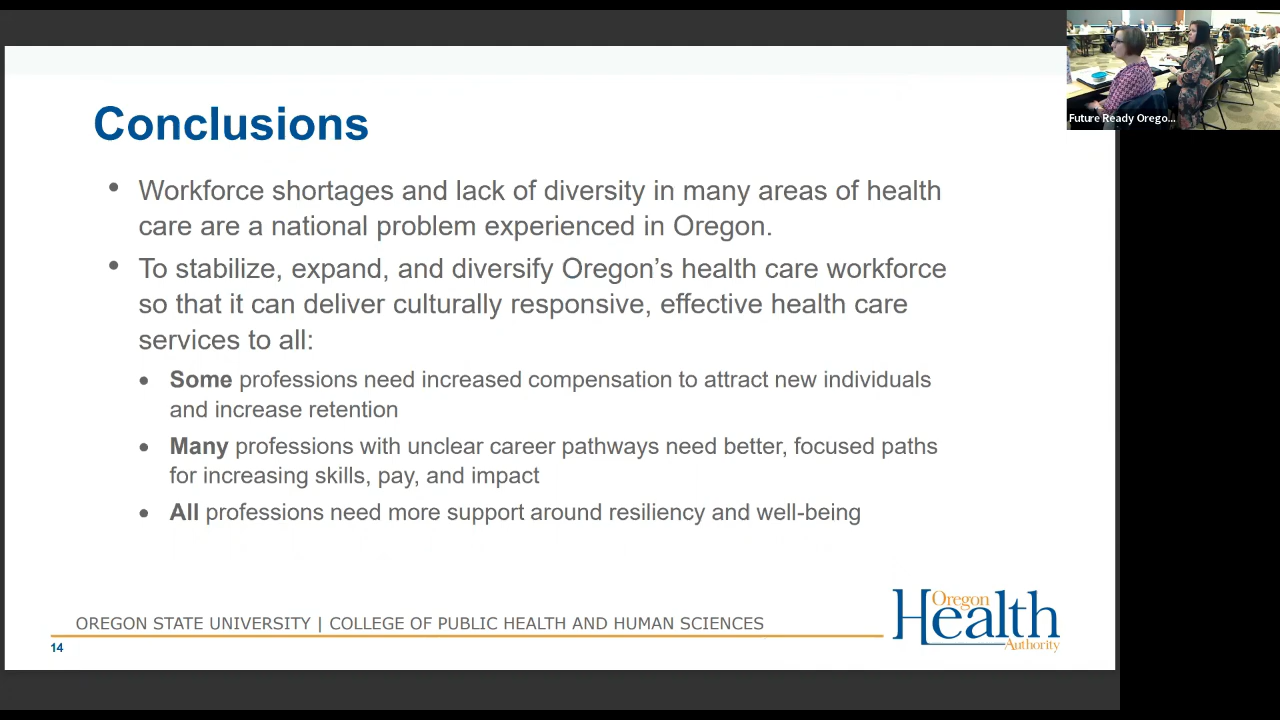 Conclusions
• Workforce shortages and lack of diversity in many areas of health
care are a national problem experienced in Oregon.
• To stabilize, expand, and diversify Oregon’s health care workforce
so that it can deliver culturally responsive, effective health care
services to all:
• Some professions need increased compensation to attract new individuals
and increase retention
• Many professions with unclear career pathways need better, focused paths
for increasing skills, pay, and impact
• All professions need more support around resiliency and well-being
OREGON STATE UNIVERSITY | COLLEGE OF PUBLIC HEALTH AND HUMAN SCIENCES
14
Oregon
Health
Authority
Future Ready Orego...